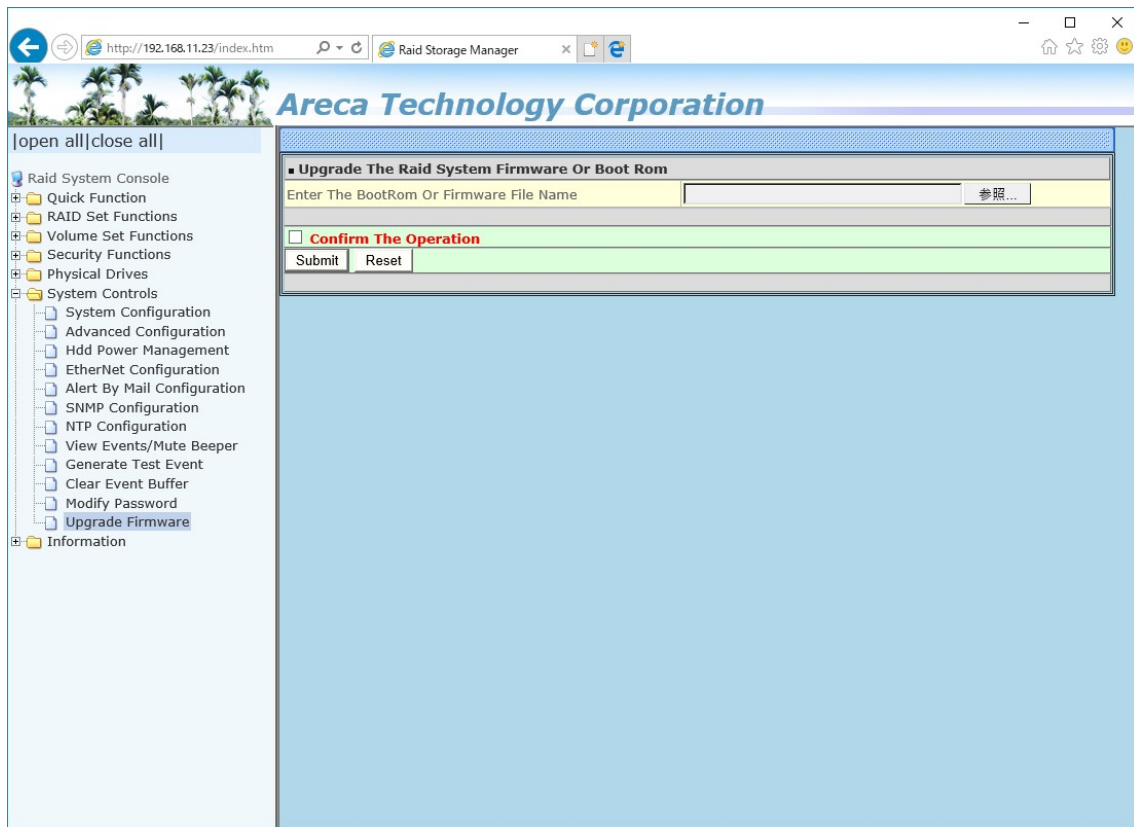 http://192.168.11.23/index.htm
Raid Storage Manager
Areca Technology Corporation
|open all|close all|
Raid System Console
Quick Function
RAID Set Functions
Volume Set Functions
Security Functions
Physical Drives
System Controls
System Configuration
Advanced Configuration
Hdd Power Management
EtherNet Configuration
Alert By Mail Configuration
SNMP Configuration
NTP Configuration
View Events/Mute Beeper
Generate Test Event
Clear Event Buffer
Modify Password
Upgrade Firmware
Information
Upgrade The Raid System Firmware Or Boot Rom
Enter The BootRom Or Firmware File Name 参照...
Confirm The Operation
Submit Reset